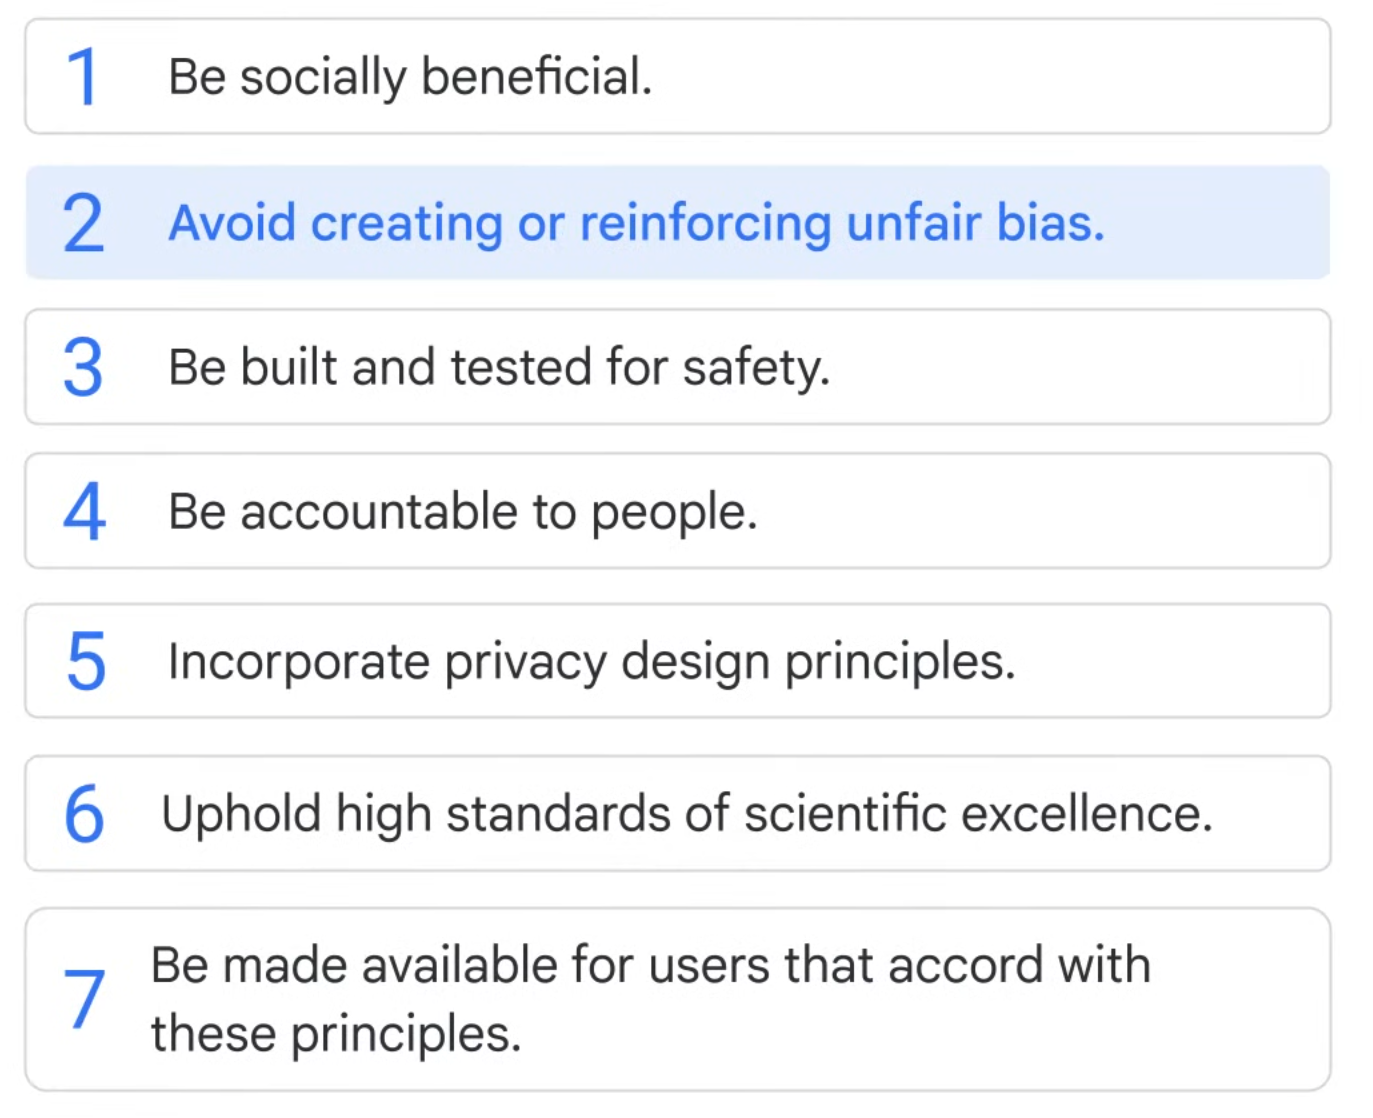 1 Be socially beneficial.
2 Avoid creating or reinforcing unfair bias.
3 Be built and tested for safety.
4 Be accountable to people.
5 Incorporate privacy design principles.
6 Uphold high standards of scientific excellence.
7 Be made available for users that accord with
these principles.